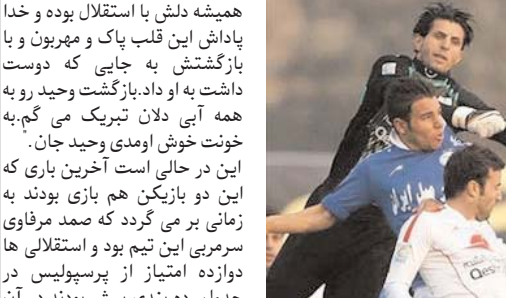 همیشه دلش با استقلال بوده و خدا
پاداش این قلب پاک و مهربون و با
بازگشتش به جایی که دوست
داشت به او داد.بازگشت وحید رو به
همه آبی دلان تبریک می گم.به
خونت خوش اومدی وحید جان."
این در حالی است آخرین باری که
این دو بازیکن هم بازی بودند به
زمانی بر می گردد که صمد مرفاوی
سرمربی این تیم بود و استقلالی ها
دوازده امتیاز از پرسپولیس در